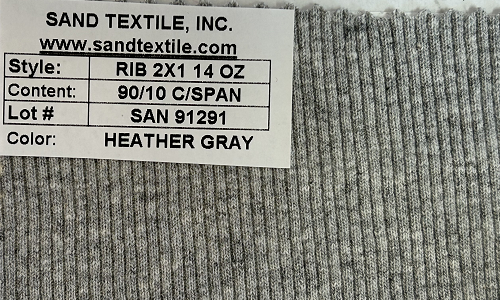 SAND TEXTILE, INC.
www.sandtextile.com
Style: RIB 2X1 14 OZ
Content: 90/10 C/SPAN
Lot # SAN 91291
Color: HEATHER GRAY